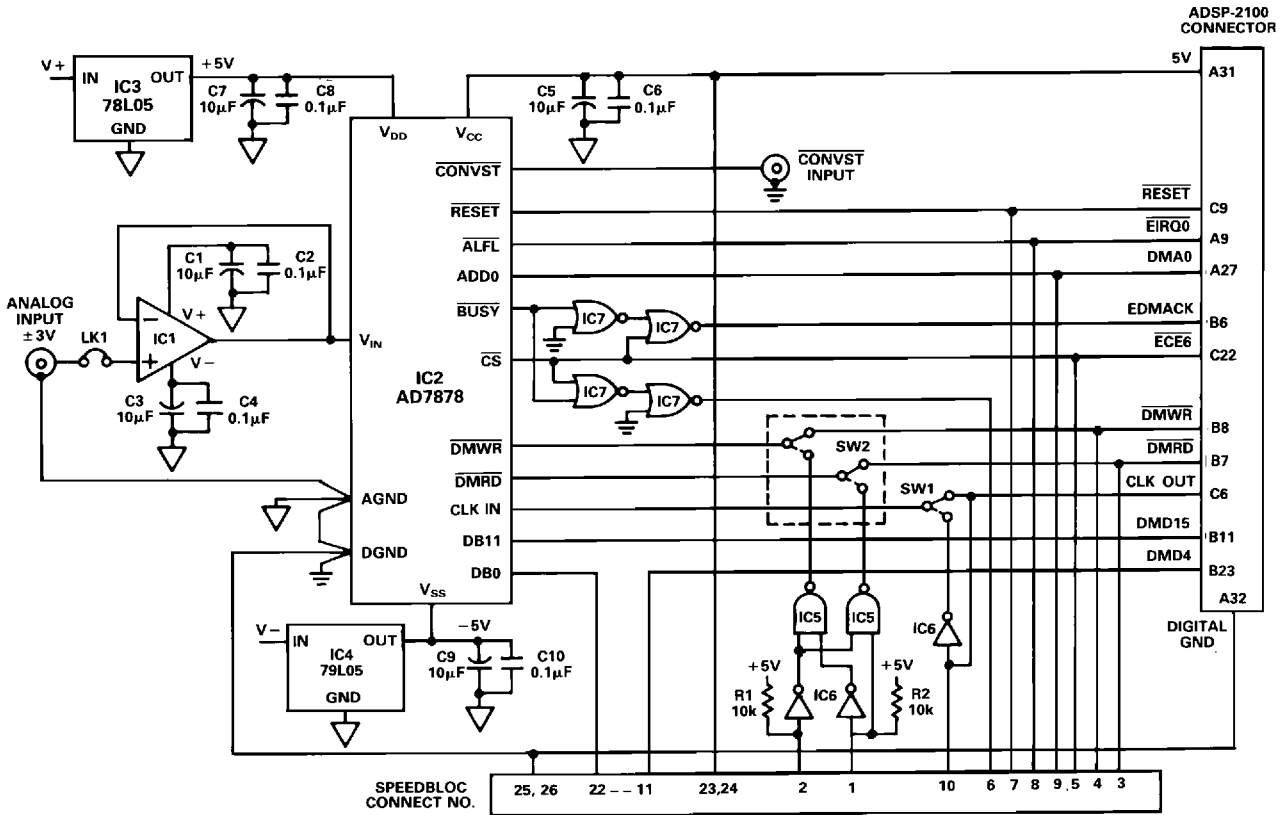 ADSP-2100
CONNECTOR
V+ IN OUT +5V
IC3
78L05
GND
C7
10µF
C8
0.1µF
C5
10µF
C6
0.1µF
5V
A31
VDD
VCC
CONVST
CONVST
INPUT
RESET
RESET
C9
ALFL
EIRQ0
A9
ADD0
DMA0
A27
BUSY
IC7
IC7
EDMACK
B6
CS
ECE6
C22
IC7
IC7
C1
10µF
C2
0.1µF
ANALOG
INPUT
±3V
LK1
V+
IC1
V−
VIN
C3
10µF
C4
0.1µF
IC2
AD7878
DMWR
SW2
DMWR
B8
DMRD
DMRD
B7
AGND
CLK IN
SW1
CLK OUT
C6
DB11
DMD15
B11
DGND
DB0
DMD4
B23
VSS
A32
IC5
IC5
IC6
DIGITAL
GND
V− IN OUT −5V
IC4
79L05
GND
C9
10µF
C10
0.1µF
+5V
R1
10k
IC6
+5V
R2
10k
SPEEDBLOC
CONNECT NO.
25, 26 22 – – 11 23,24 2 1 10 6 7 8 9 5 4 3